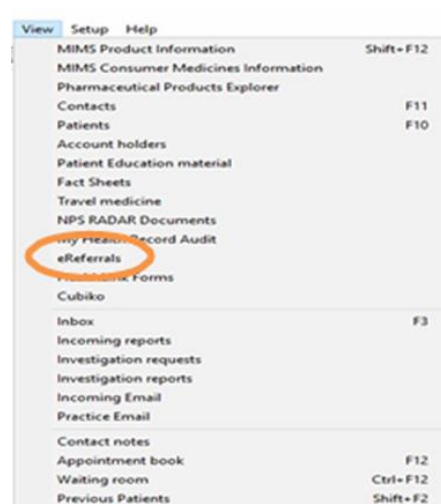 View Setup Help
MIMS Product Information Shift+F12
MIMS Consumer Medicines Information
Pharmaceutical Products Explorer
Contacts F11
Patients F10
Account holders
Patient Education material
Fact Sheets
Travel medicine
NPS RADAR Documents
My Health Record Audit
eReferrals
Forms
Cubiko
Inbox F3
Incoming reports
Investigation requests
Investigation reports
Incoming Email
Practice Email
Contact notes
Appointment book F12
Waiting room Ctrl+F12
Previous Patients Shift+F2